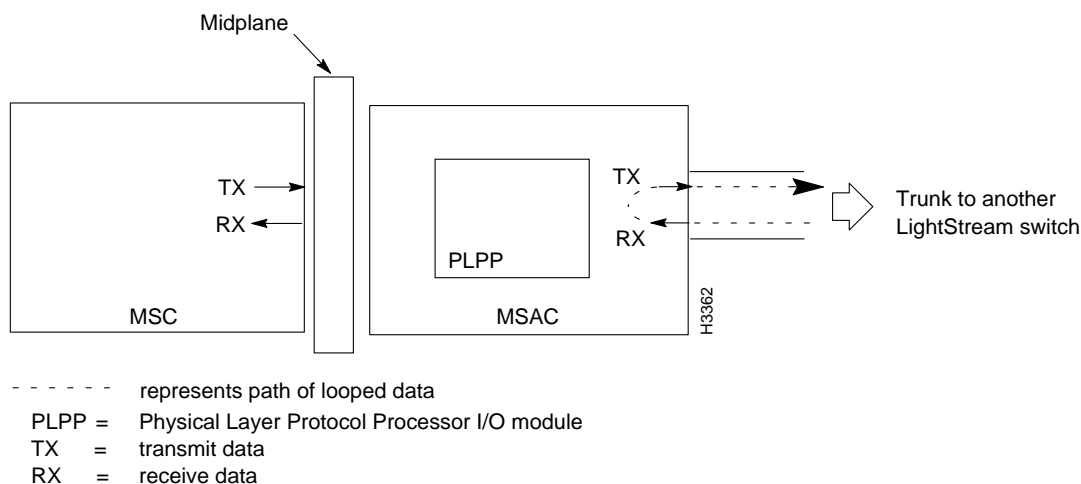 Midplane
TX
RX
MSC
TX
RX
PLPP
MSAC
H3362
Trunk to another
LightStream switch
represents path of looped data
PLPP = Physical Layer Protocol Processor I/O module
TX = transmit data
RX = receive data